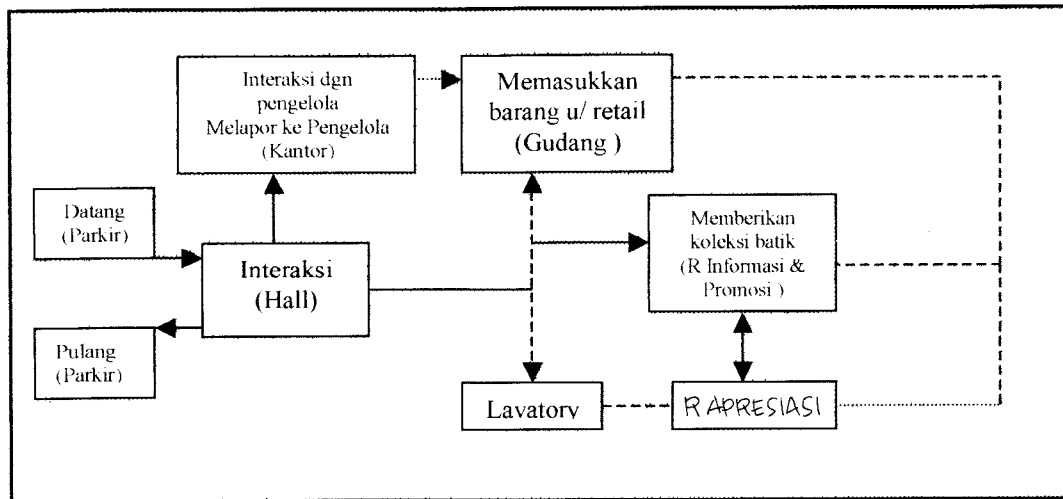 Interaksi dgn
pengelola
Melapor ke Pengelola
(Kantor)
Memasukkan
barang u/ retail
(Gudang )
Datang
(Parkir)
Interaksi
(Hall)
Memberikan
koleksi batik
(R Informasi &
Promosi )
Pulang
(Parkir)
Lavatory
R APRESIASI